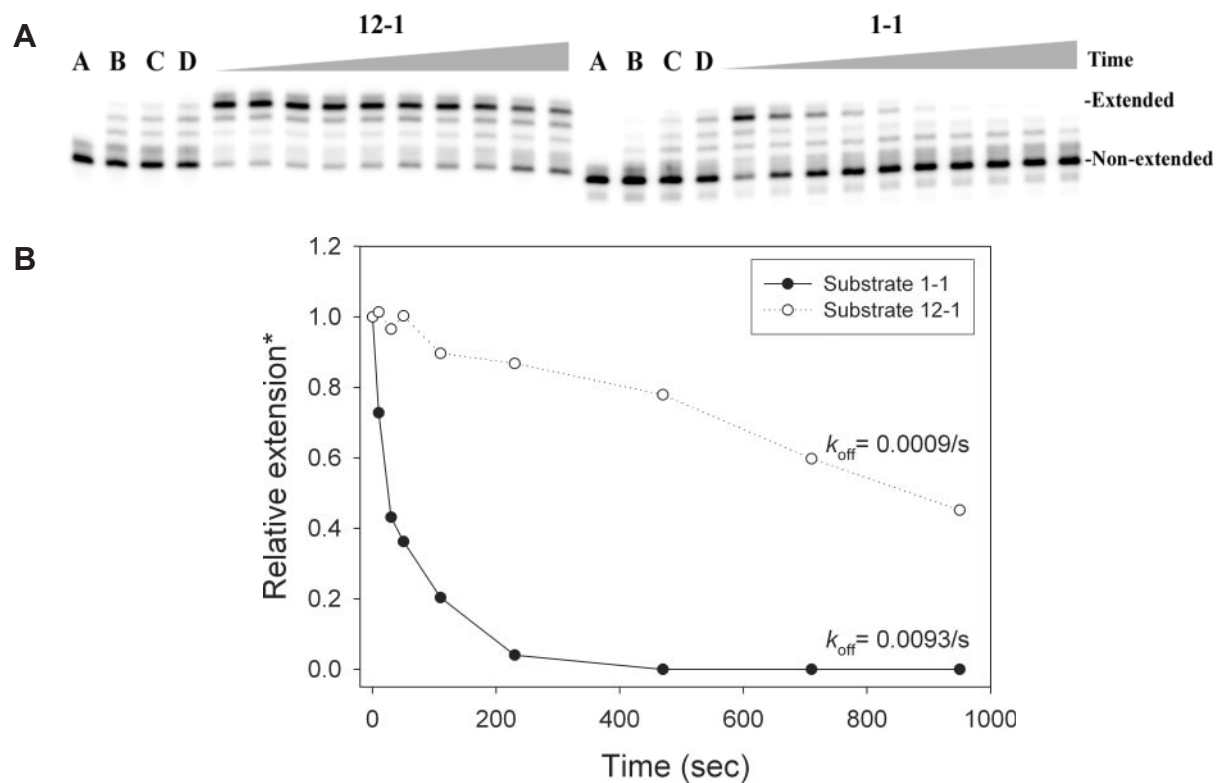 A
12-1
1-1
A B C D
A B C D
Time
-Extended
-Non-extended
B
1.2
1.0
0.8
0.6
0.4
0.2
0.0
Relative extension*
Substrate 1-1
Substrate 12-1
koff= 0.0009/s
koff= 0.0093/s
0 200 400 600 800 1000
Time (sec)